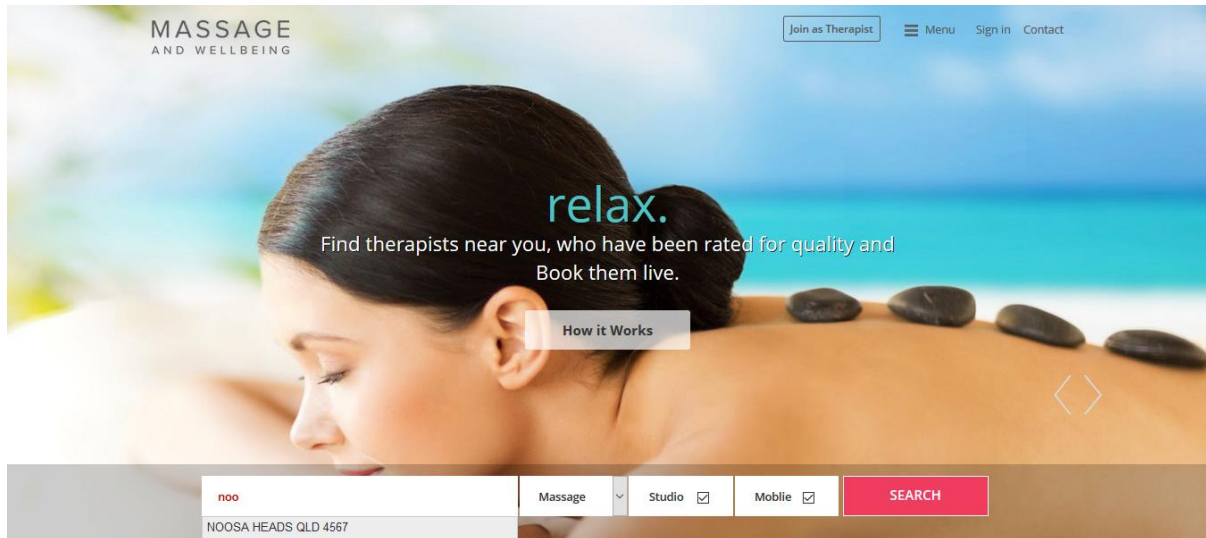 MASSAGE
AND WELLBEING
Join as Therapist Menu Sign in Contact
relax.
Find therapists near you, who have been rated for quality and
Book them live.
How it Works
noo Massage Studio Moblie SEARCH
NOOSA HEADS QLD 4567